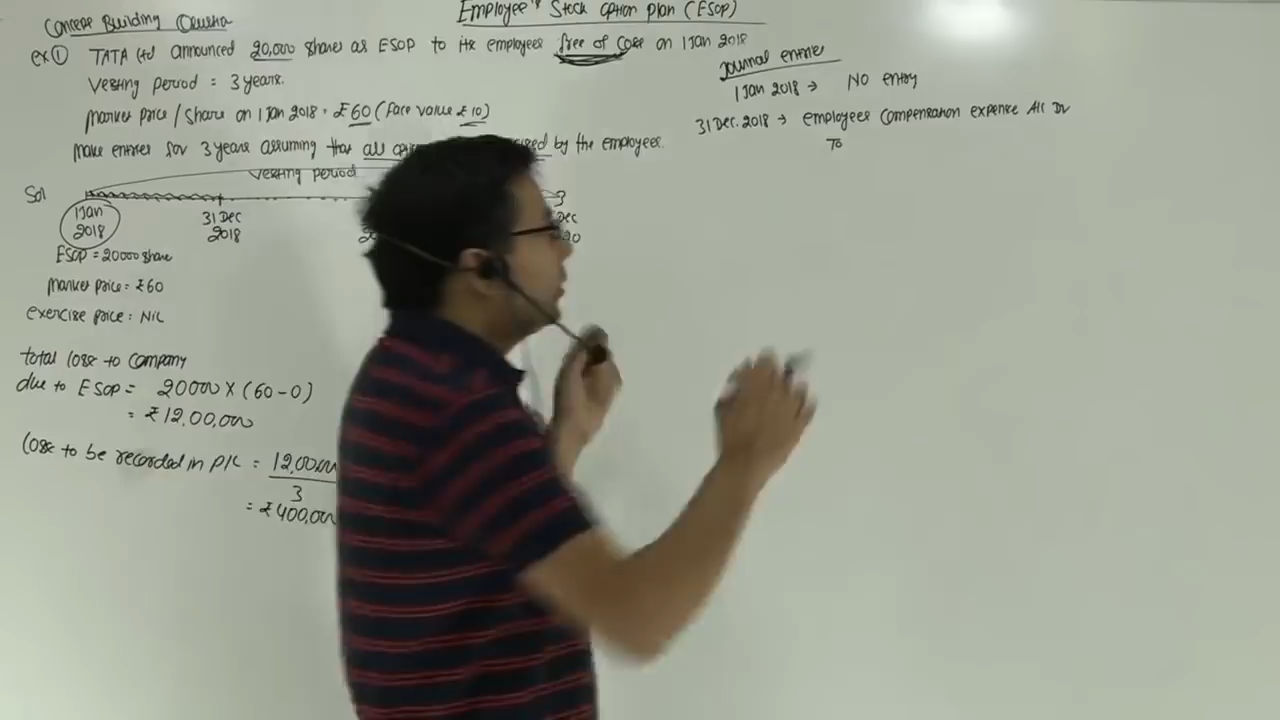 Employee's Stock option plan (ESOP)
Concept Building Question
ex ① TATA Ltd announced 20,000 shares as ESOP to its employees free of cost on 1 Jan 2018
Vesting period = 3 years.
Market price / share on 1 Jan 2018 = ₹60 (face value ₹10)
Make entries for 3 years assuming that all by the employees.
Sol
Vesting period
1 Jan 2018
31 Dec 2018
3
ESOP = 20000 share
Market price = ₹60
exercise price = NIL
total loss to company
due to ESOP = 20000 × (60-0)
= ₹12,00,000
loss to be recorded in P/L = 12,00,000
3
= ₹400,000
Journal entries
1 Jan 2018 → NO entry
31 Dec. 2018 → employees compensation expense A/c Dr
To